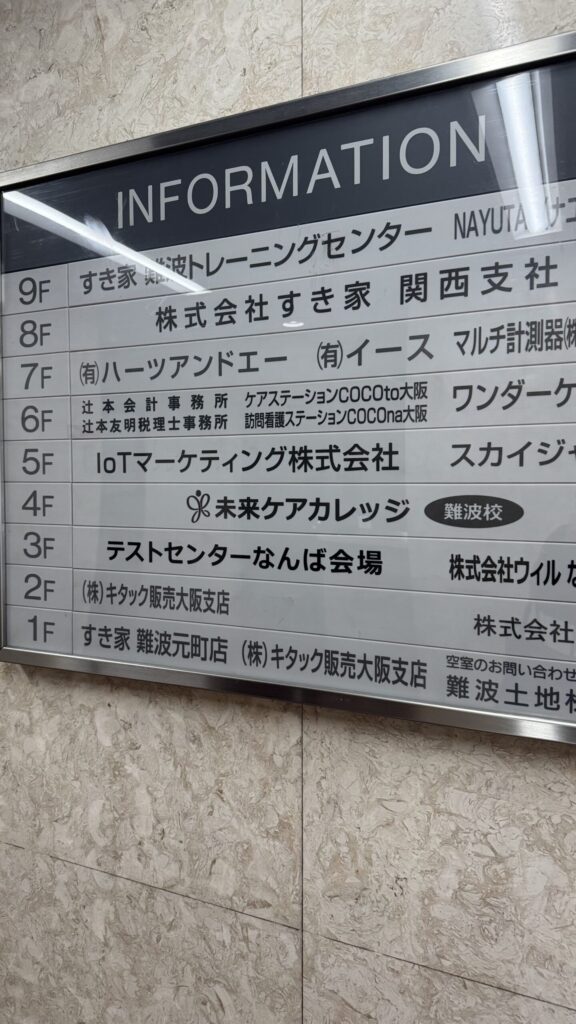 INFORMATION
9F すき家 難波トレーニングセンター NAYUTA
8F 株式会社すき家 関西支社
7F (有)ハーツアンドエー (有)イース マルチ計測器㈱
6F 辻本会計事務所 ケアステーションCOCOto大阪 ワンダーケ
辻本友明税理士事務所 訪問看護ステーションCOCOna大阪
5F IoTマーケティング株式会社 スカイジャ
4F 未来ケアカレッジ 難波校
3F テストセンターなんば会場 株式会社ウィル な
2F (株)キタック販売大阪支店
株式会社
1F すき家 難波元町店 (株)キタック販売大阪支店 空室のお問い合わせ
難波土地